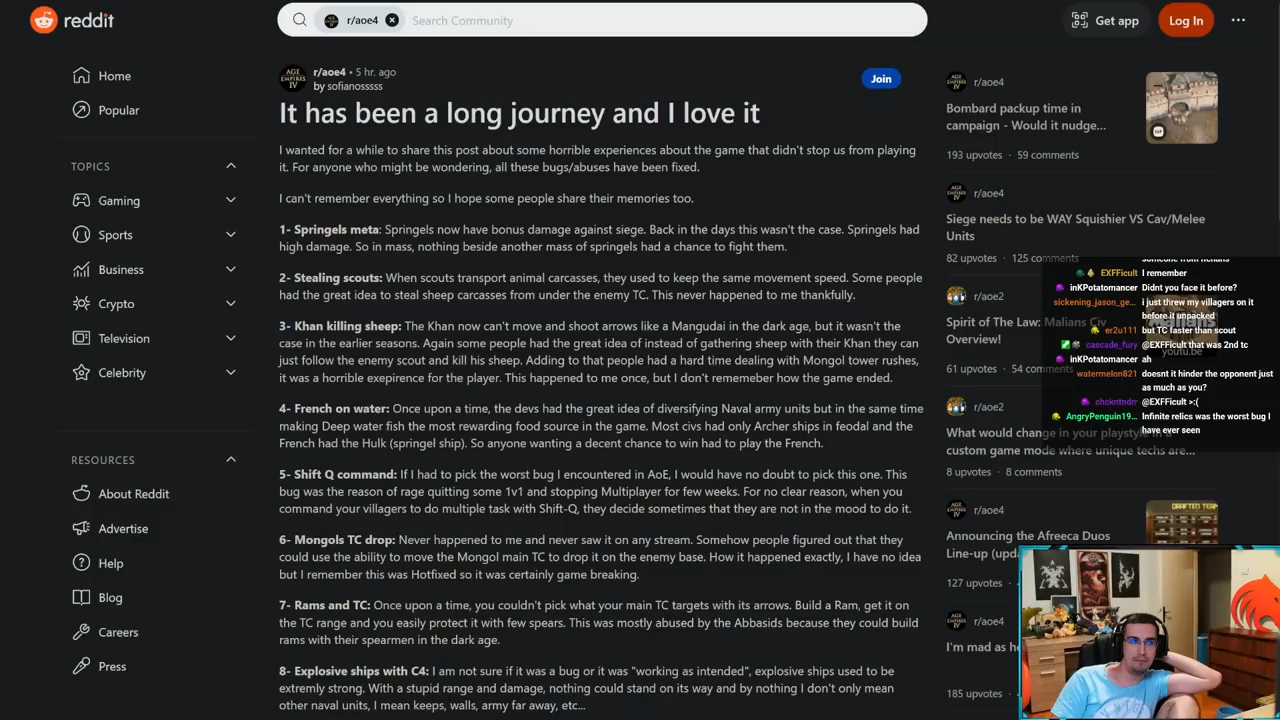 reddit
r/aoe4
Search Community
Get app
Log In
Home
Popular
TOPICS
Gaming
Sports
Business
Crypto
Television
Celebrity
RESOURCES
About Reddit
Advertise
Help
Blog
Careers
Press
AGE
EMPIRES
IV
r/aoe4 • 5 hr. ago
by sofianosssss
Join
It has been a long journey and I love it
I wanted for a while to share this post about some horrible experiences about the game that didn't stop us from playing
it. For anyone who might be wondering, all these bugs/abuses have been fixed.
I can't remember everything so I hope some people share their memories too.
1- Springels meta: Springels now have bonus damage against siege. Back in the days this wasn't the case. Springels had
high damage. So in mass, nothing beside another mass of springels had a chance to fight them.
2- Stealing scouts: When scouts transport animal carcasses, they used to keep the same movement speed. Some people
had the great idea to steal sheep carcasses from under the enemy TC. This never happened to me thankfully.
3- Khan killing sheep: The Khan now can't move and shoot arrows like a Mangudai in the dark age, but it wasn't the
case in the earlier seasons. Again some people had the great idea of instead of gathering sheep with their Khan they can
just follow the enemy scout and kill his sheep. Adding to that people had a hard time dealing with Mongol tower rushes,
it was a horrible exepirence for the player. This happened to me once, but I don't remember how the game ended.
4- French on water: Once upon a time, the devs had the great idea of diversifying Naval army units but in the same time
making Deep water fish the most rewarding food source in the game. Most civs had only Archer ships in feodal and the
French had the Hulk (springel ship). So anyone wanting a decent chance to win had to play the French.
5- Shift Q command: If I had to pick the worst bug I encountered in AoE, I would have no doubt to pick this one. This
bug was the reason of rage quitting some 1v1 and stopping Multiplayer for few weeks. For no clear reason, when you
command your villagers to do multiple task with Shift-Q, they decide sometimes that they are not in the mood to do it.
6- Mongols TC drop: Never happened to me and never saw it on any stream. Somehow people figured out that they
could use the ability to move the Mongol main TC to drop it on the enemy base. How it happened exactly, I have no idea
but I remember this was Hotfixed so it was certainly game breaking.
7- Rams and TC: Once upon a time, you couldn't pick what your main TC targets with its arrows. Build a Ram, get it on
the TC range and you easily protect it with few spears. This was mostly abused by the Abbasids because they could build
rams with their spearmen in the dark age.
8- Explosive ships with C4: I am not sure if it was a bug or it was "working as intended", explosive ships used to be
extremely strong. With a stupid range and damage, nothing could stand on its way and by nothing I don't only mean
other naval units, I mean keeps, walls, army far away, etc...
r/aoe4
Bombard packup time in
campaign - Would it nudge...
193 upvotes · 59 comments
r/aoe4
Siege needs to be WAY Squishier VS Cav/Melee
Units
82 upvotes · 125 comments
r/aoe2
Spirit of The Law: Malians Civ
Overview!
Malians
youtu.be
61 upvotes · 54 comments
r/aoe2
What would change in your playstyle in a
custom game mode where unique techs are...
8 upvotes · 8 comments
r/aoe4
Announcing the Afreeca Duos
Line-up (upd
DRAFTED TEAM
127 upvotes
r/aoe4
I'm mad as he
185 upvotes
EXFFicult I remember
inKPotatomancer Didnt you face it before?
sickening_jason_ge... i just threw my villagers on it
before it unpacked
er2u111 but TC faster than scout
cascade_fury @EXFFicult that was 2nd tc
inKPotatomancer ah
watermelon821 doesnt it hinder the opponent just
as much as you?
chckntndrr @EXFFicult >:(
AngryPenguin19... Infinite relics was the worst bug I
have ever seen